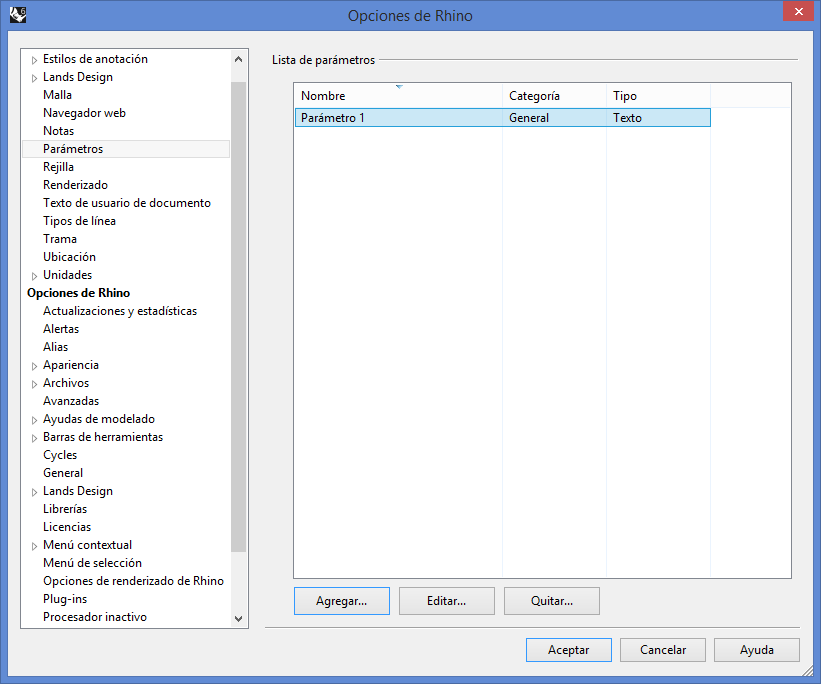 Opciones de Rhino
Estilos de anotación
Lands Design
Malla
Navegador web
Notas
Parámetros
Rejilla
Renderizado
Texto de usuario de documento
Tipos de línea
Trama
Ubicación
Unidades
Opciones de Rhino
Actualizaciones y estadísticas
Alertas
Alias
Apariencia
Archivos
Avanzadas
Ayudas de modelado
Barras de herramientas
Cycles
General
Lands Design
Librerías
Licencias
Menú contextual
Menú de selección
Opciones de renderizado de Rhino
Plug-ins
Procesador inactivo
Lista de parámetros
Nombre Categoría Tipo
Parámetro 1 General Texto
Agregar... Editar... Quitar...
Aceptar Cancelar Ayuda